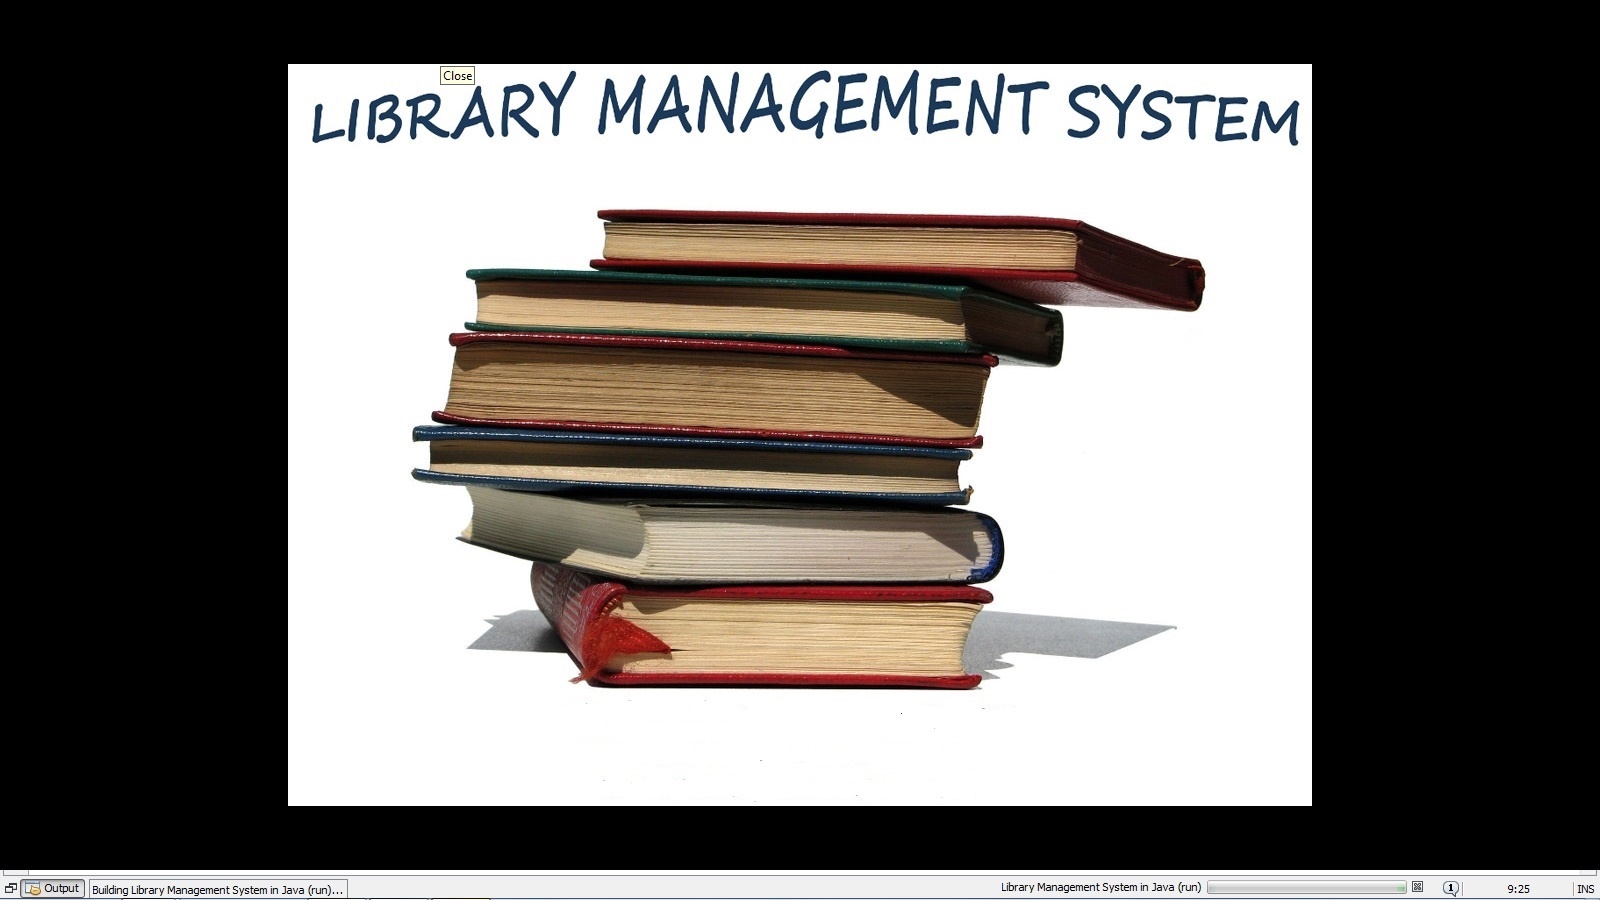 Close
LIBRARY MANAGEMENT SYSTEM
Output
Building Library Management System in Java (run)...
Library Management System in Java (run)
1
9:25
INS